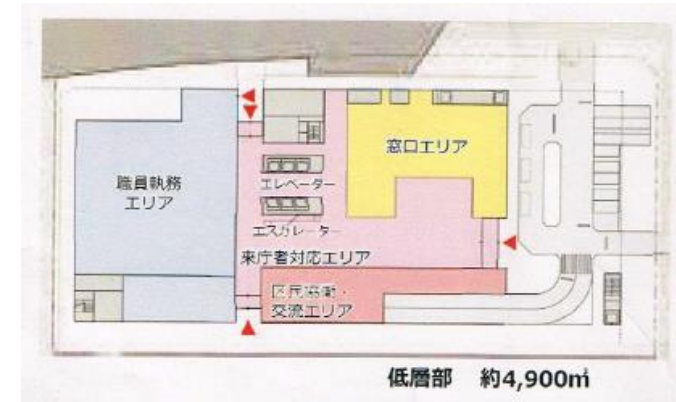 窓口エリア
職員執務
エリア
エレベーター
エスカレーター
来庁者対応エリア
区民協働・
交流エリア
低層部 約4,900㎡